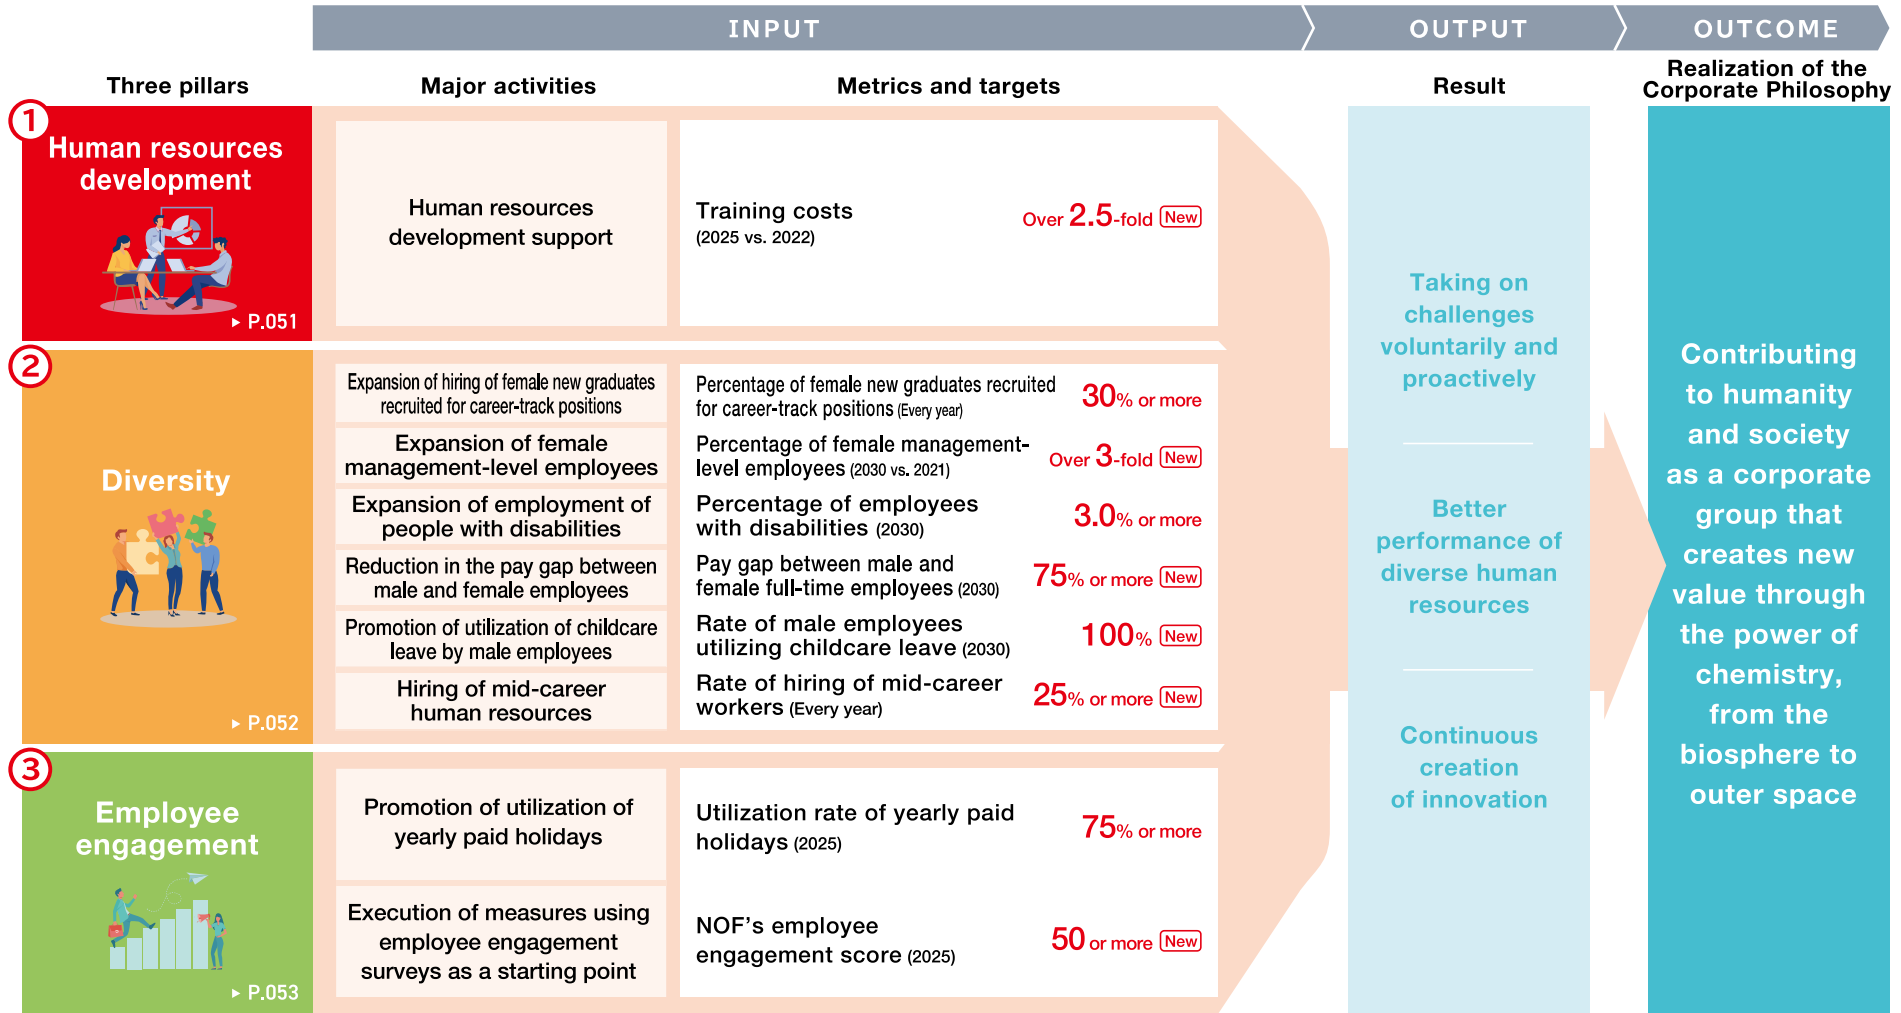 INPUT
OUTPUT
OUTCOME
Three pillars
Major activities
Metrics and targets
Result
Realization of the
Corporate Philosophy
1
Human resources
development
P.051
Human resources
development support
Training costs
(2025 vs. 2022)
Over 2.5-fold New
2
Diversity
P.052
Expansion of hiring of female new graduates
recruited for career-track positions
Percentage of female new graduates recruited
for career-track positions (Every year)
30% or more
Expansion of female
management-level employees
Percentage of female management-
level employees (2030 vs. 2021)
Over 3-fold New
Expansion of employment of
people with disabilities
Percentage of employees
with disabilities (2030)
3.0% or more
Reduction in the pay gap between
male and female employees
Pay gap between male and
female full-time employees (2030)
75% or more New
Promotion of utilization of childcare
leave by male employees
Rate of male employees
utilizing childcare leave (2030)
100% New
Hiring of mid-career
human resources
Rate of hiring of mid-career
workers (Every year)
25% or more New
3
Employee
engagement
P.053
Promotion of utilization of
yearly paid holidays
Utilization rate of yearly paid
holidays (2025)
75% or more
Execution of measures using
employee engagement
surveys as a starting point
NOF's employee
engagement score (2025)
50 or more New
Taking on
challenges
voluntarily and
proactively
Better
performance of
diverse human
resources
Continuous
creation
of innovation
Contributing
to humanity
and society
as a corporate
group that
creates new
value through
the power of
chemistry,
from the
biosphere to
outer space